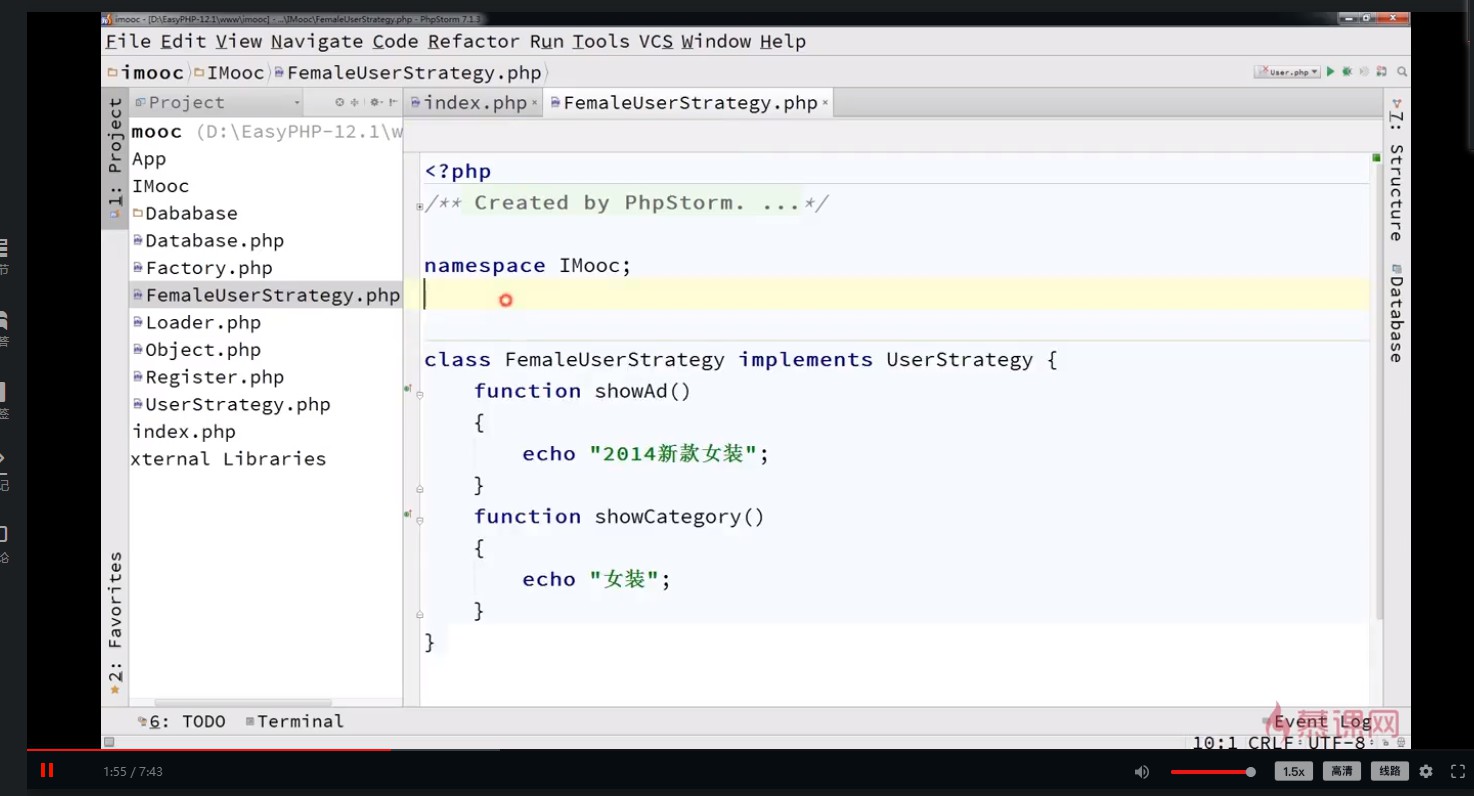 imooc - [D:\EasyPHP-12.1\www\imooc] - ...\IMooc\FemaleUserStrategy.php - PhpStorm 7.1.3
File Edit View Navigate Code Refactor Run Tools VCS Window Help
imooc IMooc FemaleUserStrategy.php
User.php
1: Project
Project
index.php FemaleUserStrategy.php
mooc (D:\EasyPHP-12.1\w
App
IMooc
Dababase
Database.php
Factory.php
FemaleUserStrategy.php
Loader.php
Object.php
Register.php
UserStrategy.php
index.php
xternal Libraries
<?php
/** Created by PhpStorm. ...*/
namespace IMooc;
class FemaleUserStrategy implements UserStrategy {
function showAd()
{
echo "2014新款女装";
}
function showCategory()
{
echo "女装";
}
}
7: Structure
Database
2: Favorites
6: TODO Terminal
Event Log
慕课网
10:1 CRLF UTF-8
1:55 / 7:43
1.5x 高清 线路